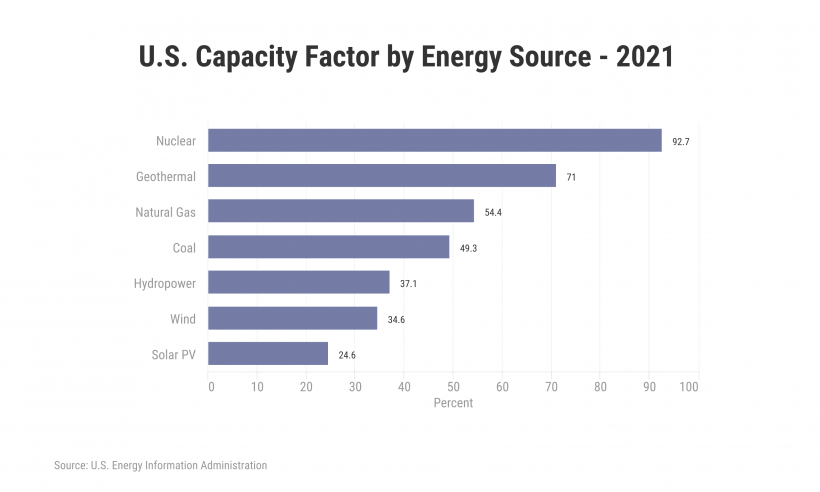 U.S. Capacity Factor by Energy Source - 2021
Nuclear 92.7
Geothermal 71
Natural Gas 54.4
Coal 49.3
Hydropower 37.1
Wind 34.6
Solar PV 24.6
0 10 20 30 40 50 60 70 80 90 100
Percent
Source: U.S. Energy Information Administration